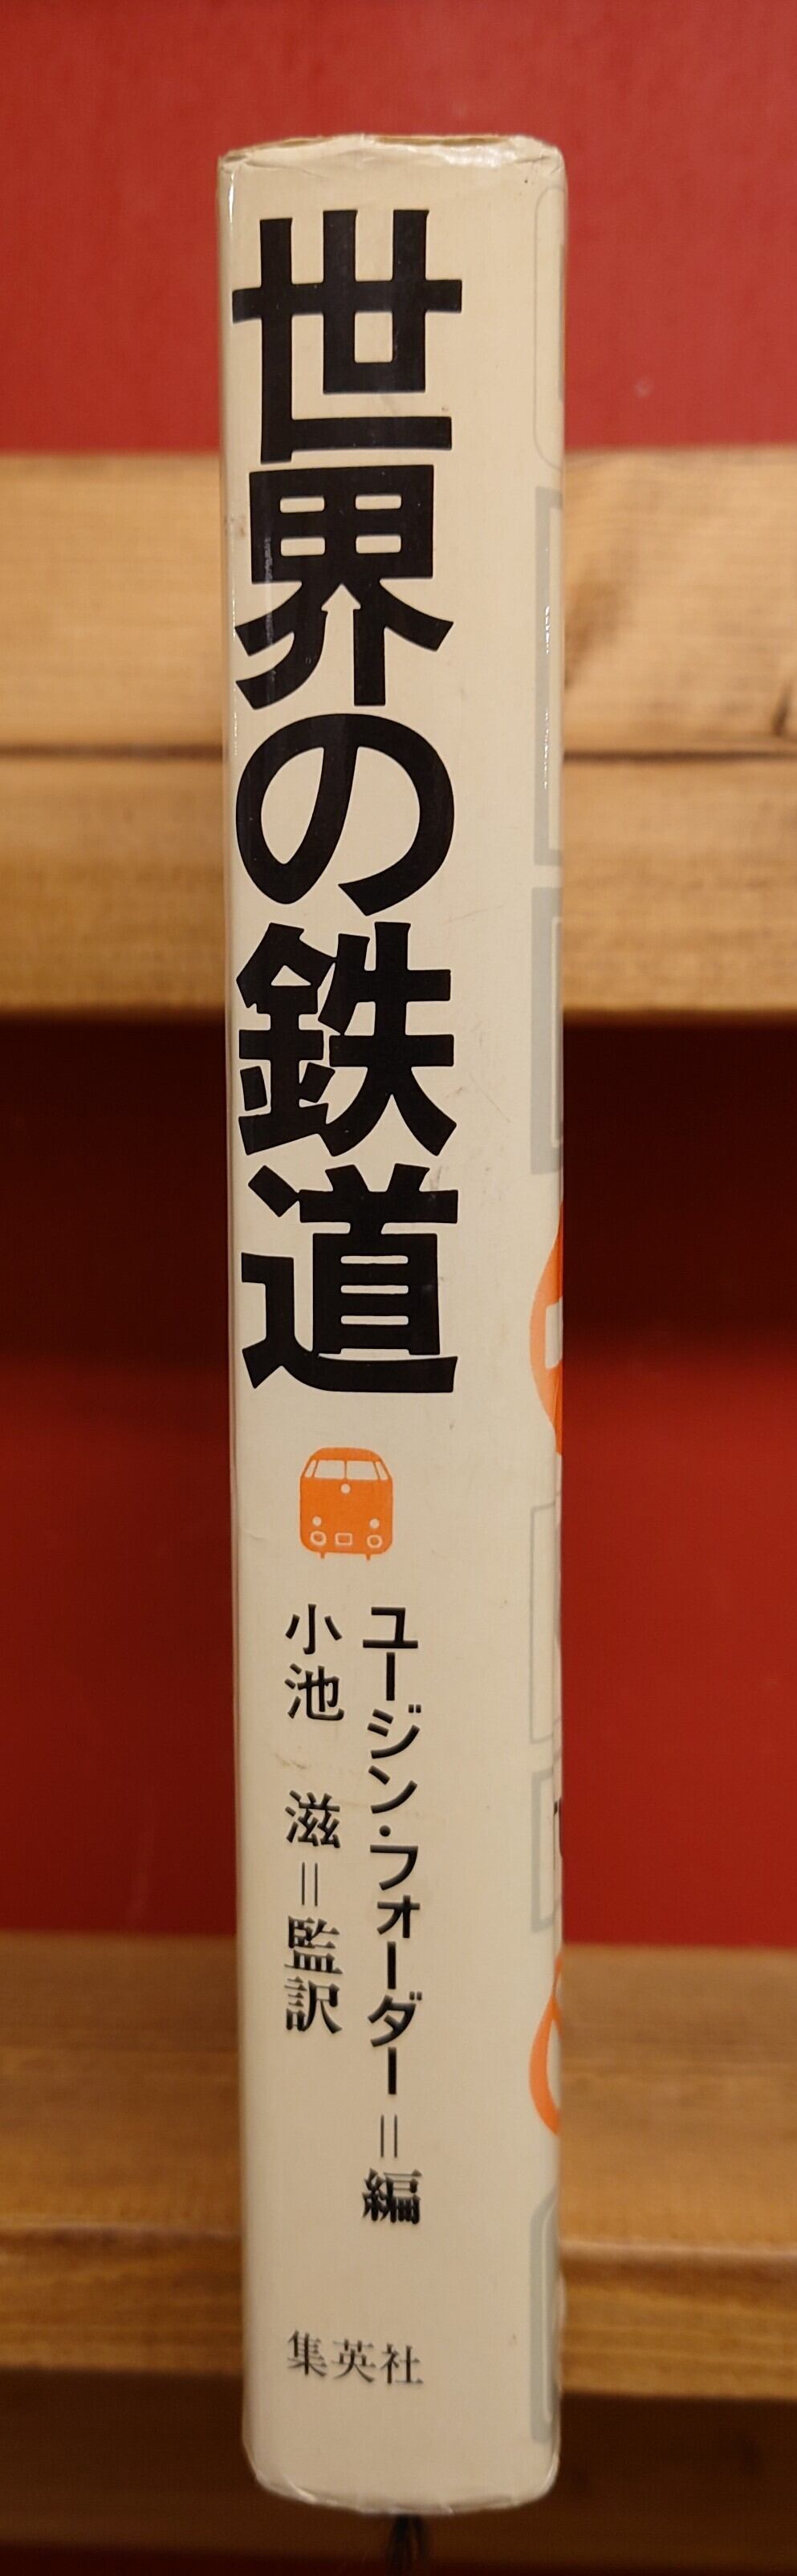 世界の鉄道
ユージン・フォーダー＝編
小池 滋＝監訳
集英社